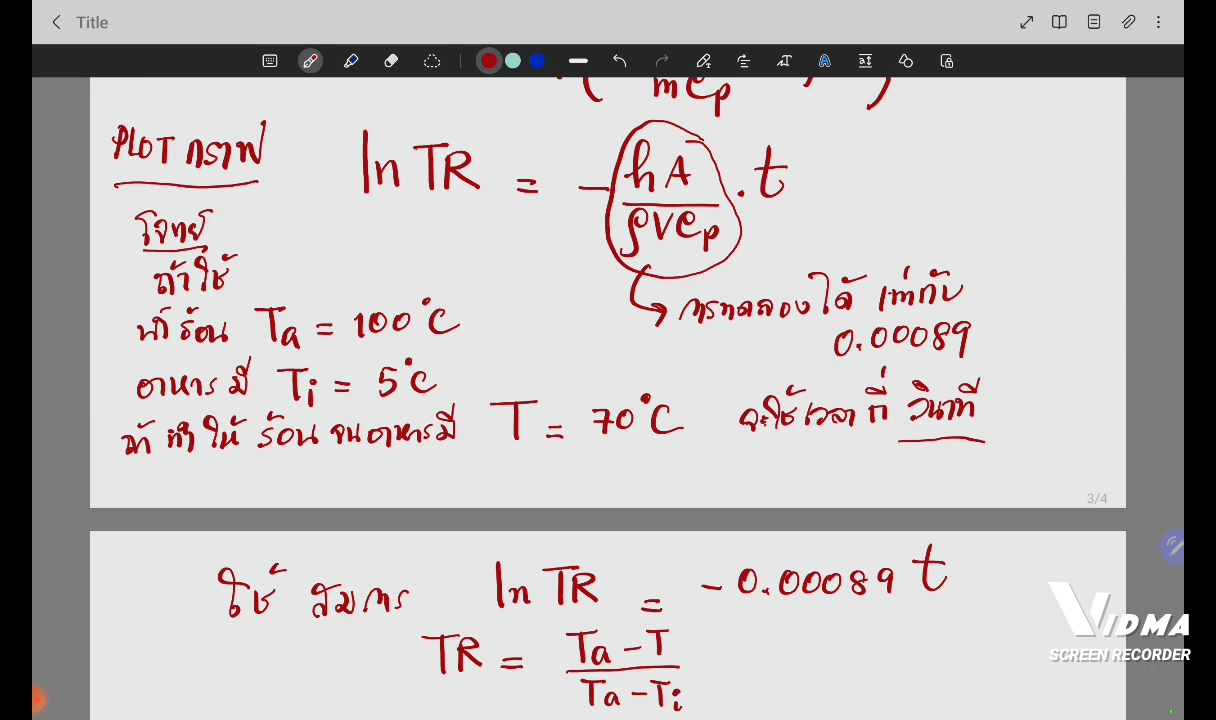 Title
mCp
PLOT กราฟ
ln TR = - hA/ρVCp . t
โจทย์
ถ้าใช้
การทดลองได้ เท่ากับ
0.00089
น้ำร้อน Ta = 100°C
อาหารมี Ti = 5°C
ถ้า ทำให้ ร้อน จนอาหารมี T = 70°C จะใช้เวลา กี่ วินาที
3/4
ใช้ สมการ ln TR = - 0.00089 t
TR = Ta - T / Ta - Ti
VIDMA
SCREEN RECORDER